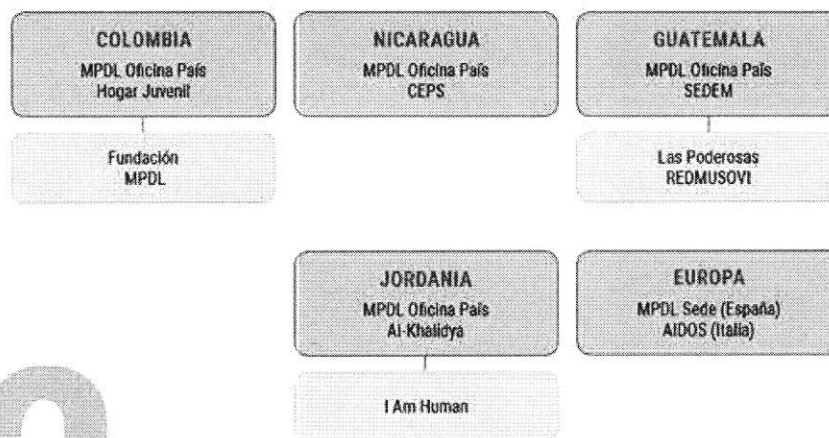 COLOMBIA
MPDL Oficina País
Hogar Juvenil
Fundación
MPDL
NICARAGUA
MPDL Oficina País
CEPS
GUATEMALA
MPDL Oficina País
SEDEM
Las Poderosas
REDMUSOVI
JORDANIA
MPDL Oficina País
Al-Khalidya
I Am Human
EUROPA
MPDL Sede (España)
AIDOS (Italia)